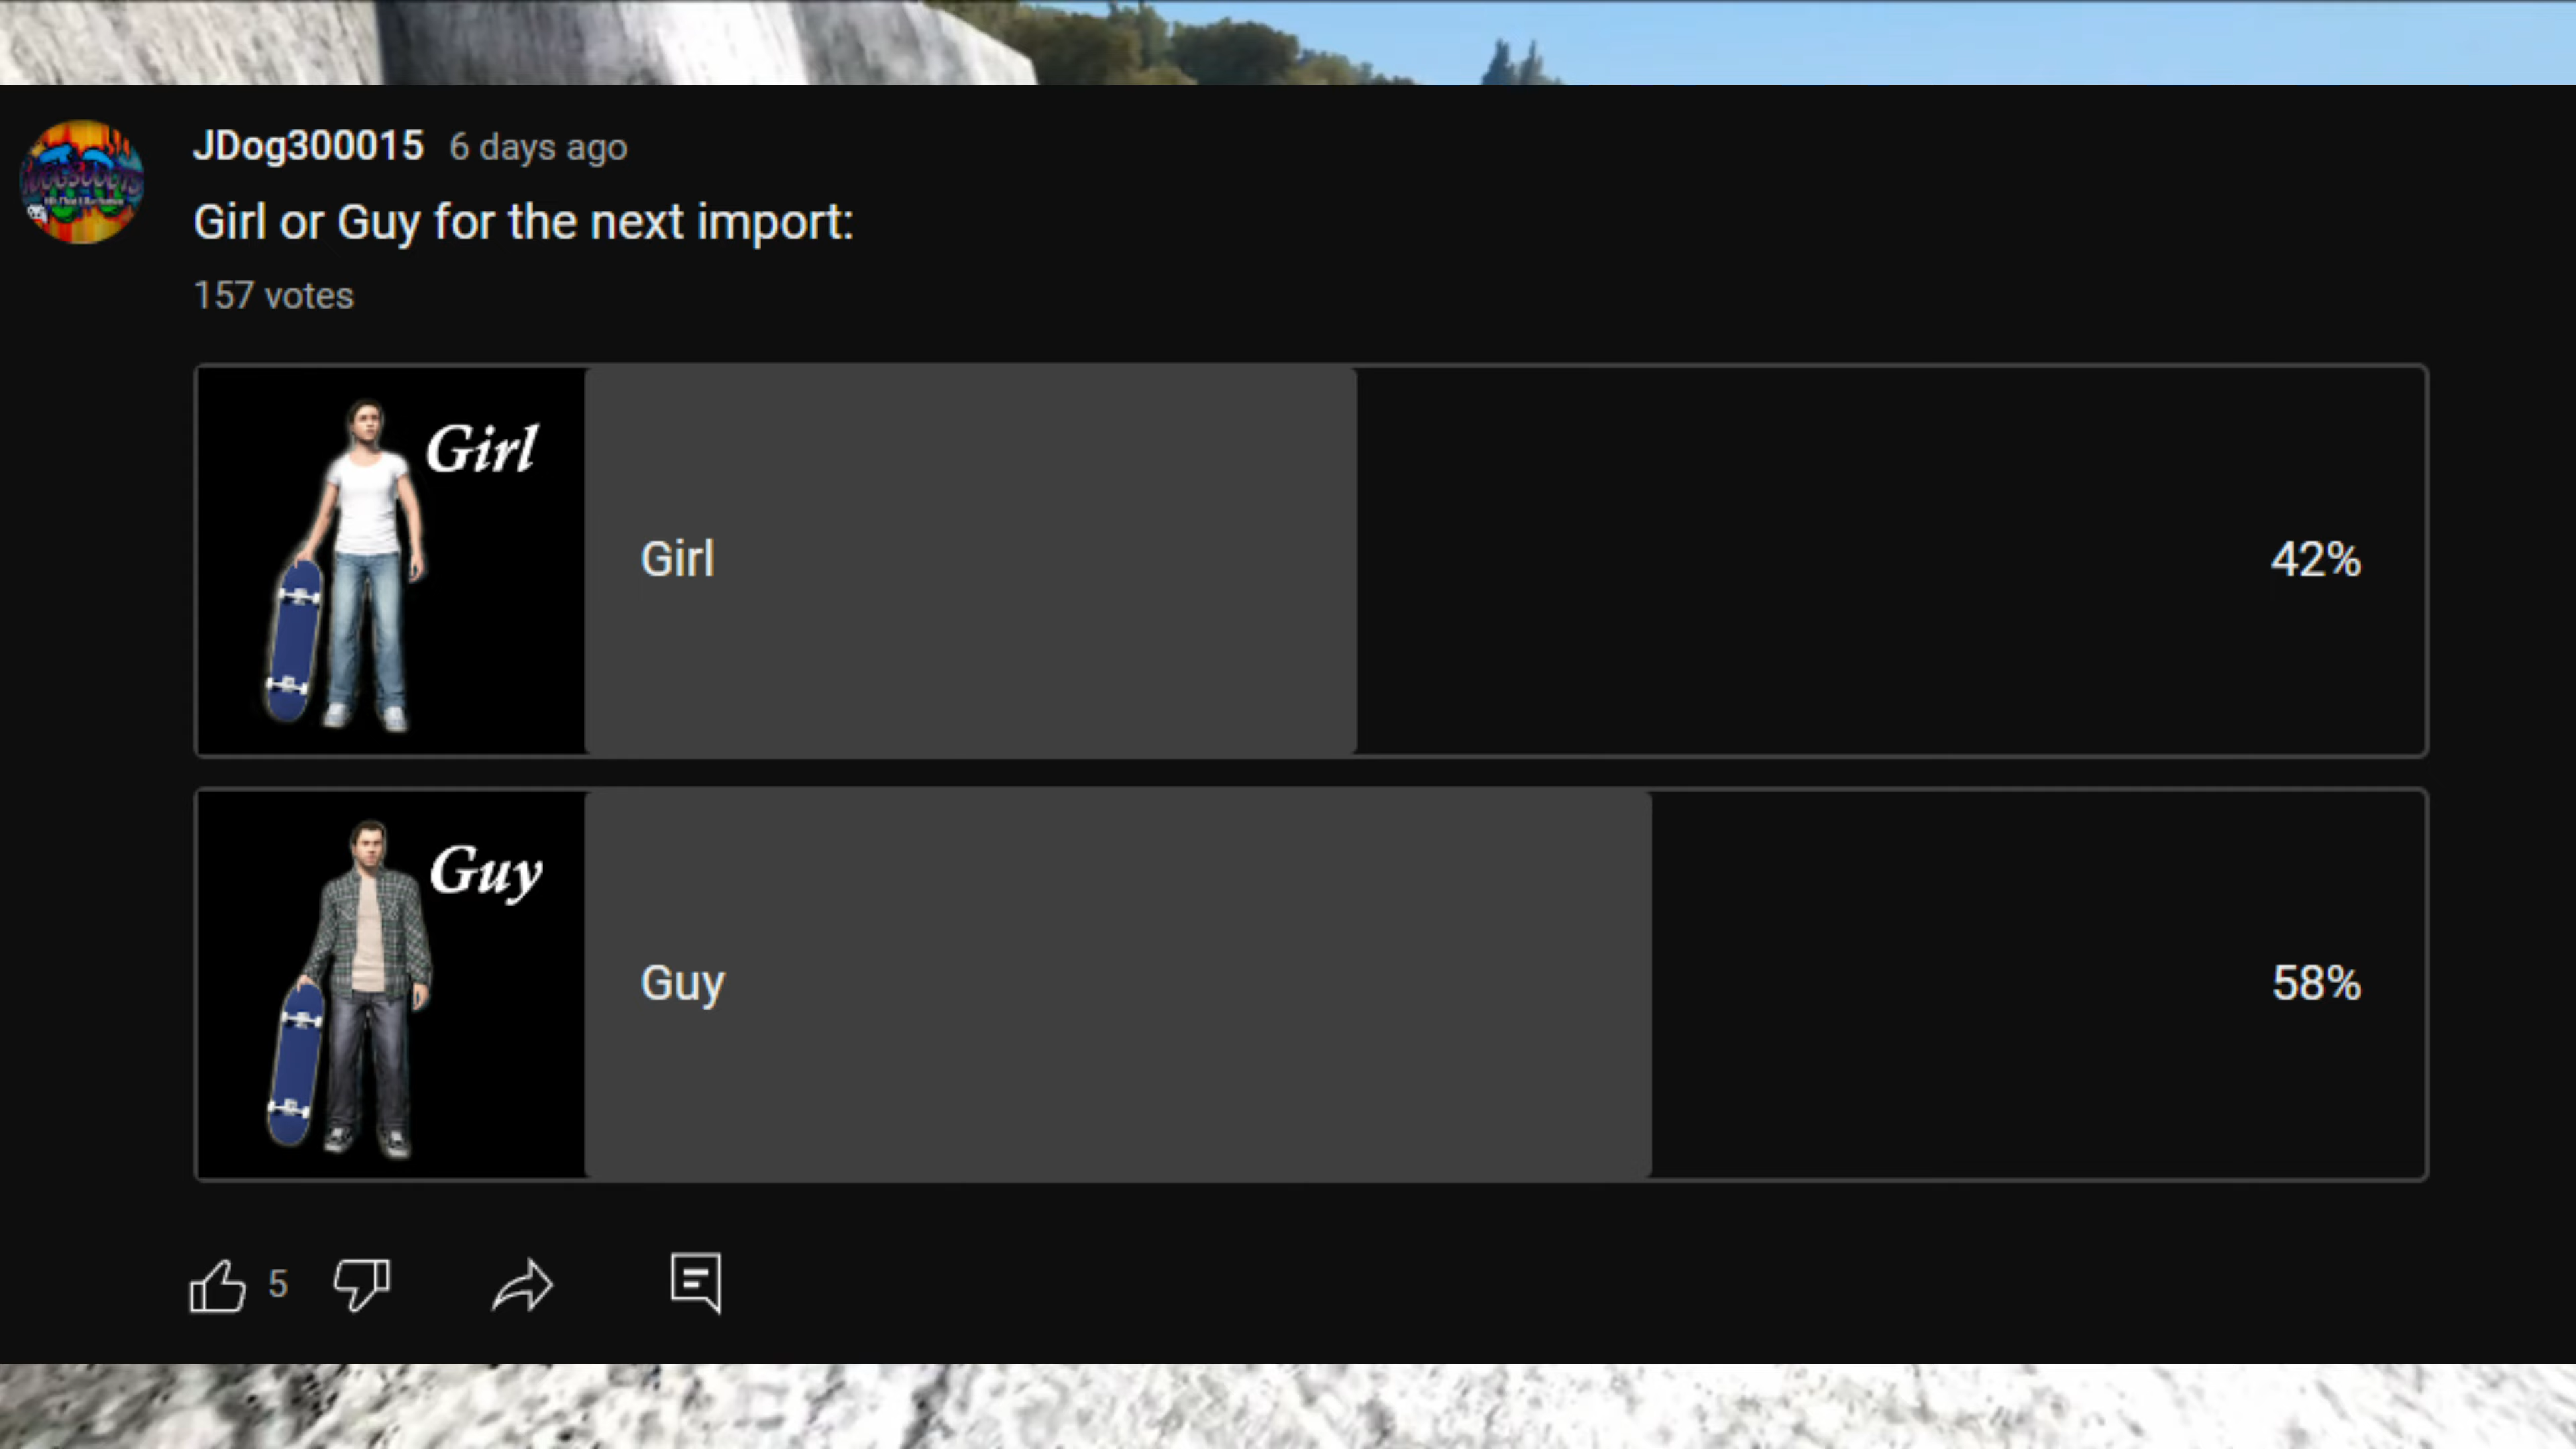 JDog300015 6 days ago
Girl or Guy for the next import:
157 votes
Girl
Girl
42%
Guy
Guy
58%
5